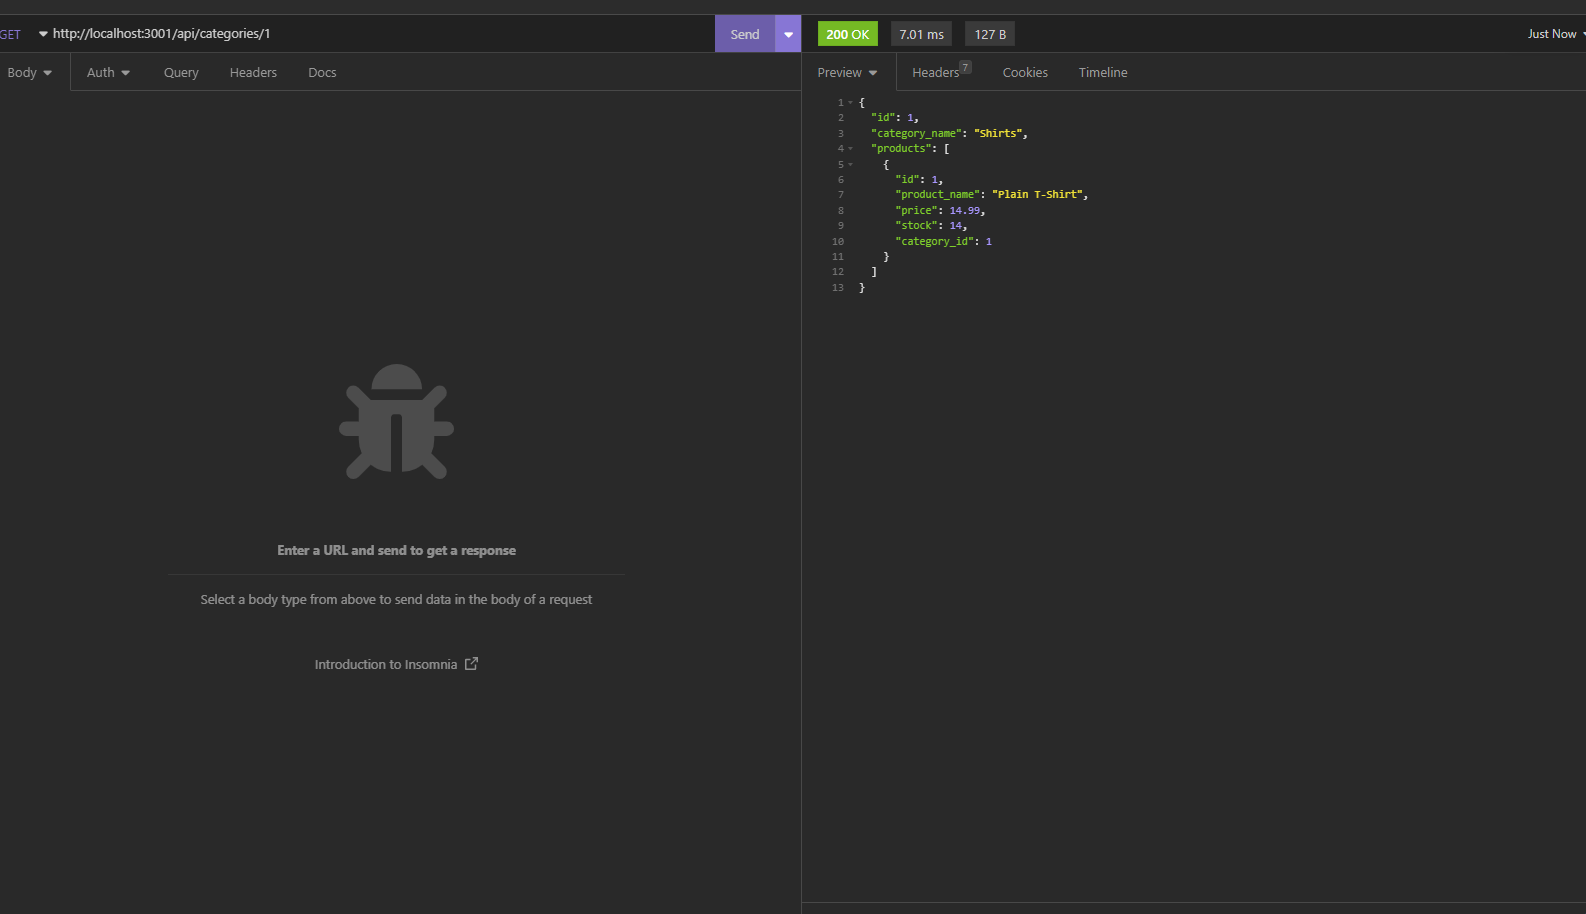 GET http://localhost:3001/api/categories/1 Send 200 OK 7.01 ms 127 B Just Now
Body Auth Query Headers Docs Preview Headers 7 Cookies Timeline
1 {
2 "id": 1,
3 "category_name": "Shirts",
4 "products": [
5 {
6 "id": 1,
7 "product_name": "Plain T-Shirt",
8 "price": 14.99,
9 "stock": 14,
10 "category_id": 1
11 }
12 ]
13 }
Enter a URL and send to get a response
Select a body type from above to send data in the body of a request
Introduction to Insomnia